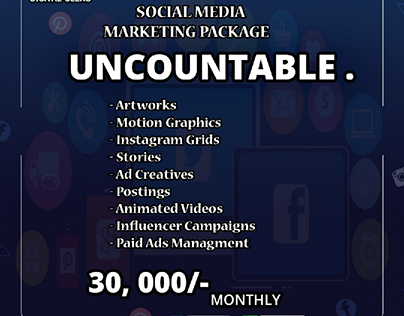 SOCIAL MEDIA
MARKETING PACKAGE
UNCOUNTABLE .
- Artworks
- Motion Graphics
- Instagram Grids
- Stories
- Ad Creatives
- Postings
- Animated Videos
- Influencer Campaigns
- Paid Ads Managment
30, 000/-
MONTHLY